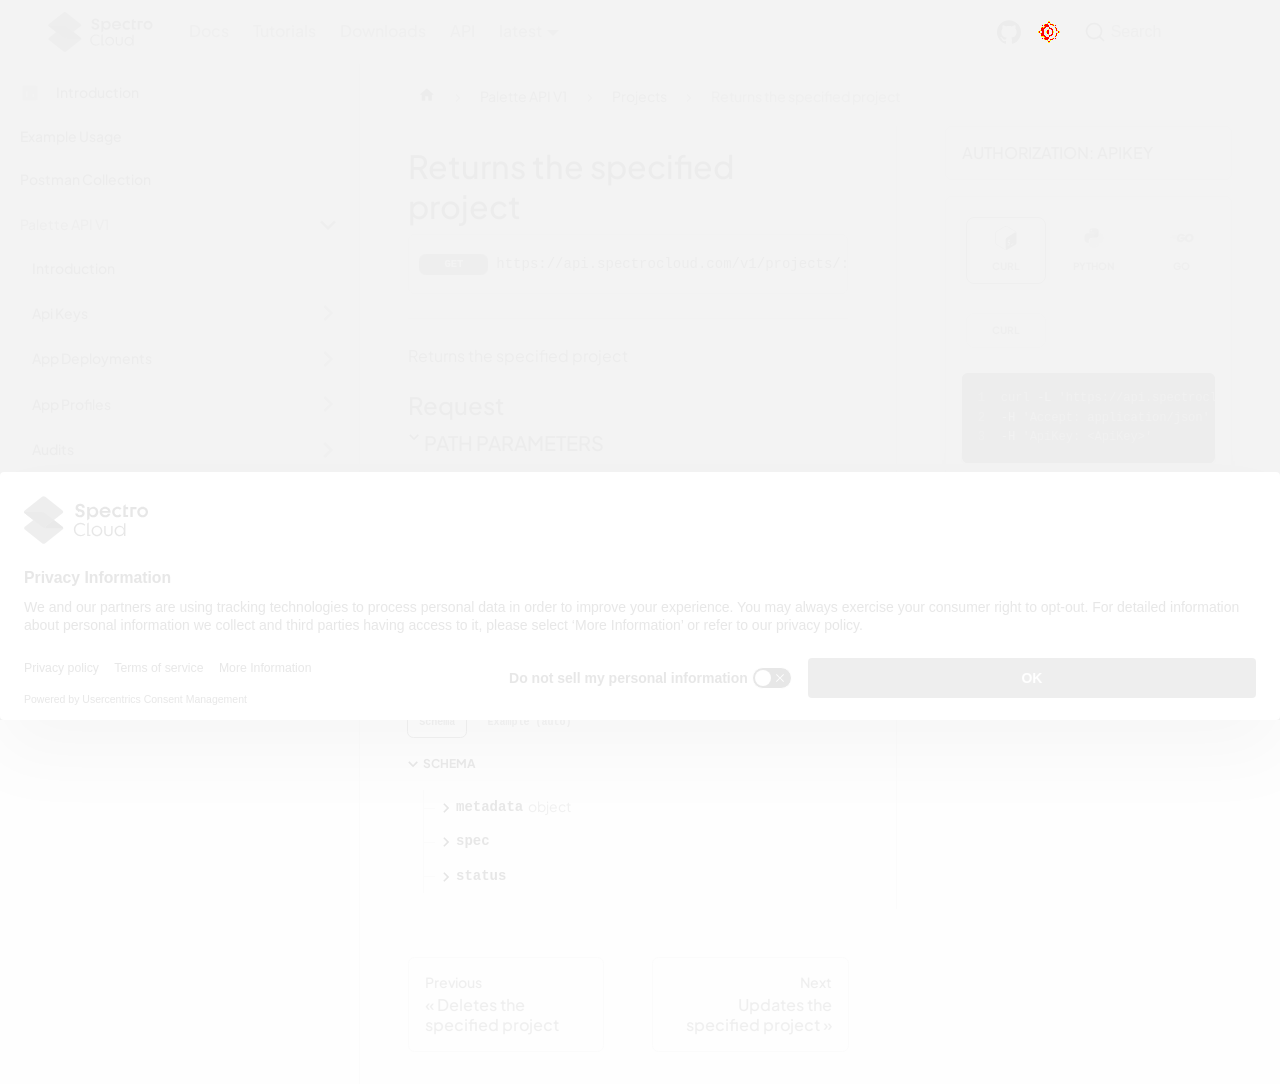 Spectro Cloud
Docs Tutorials Downloads API latest
Search
Introduction
Example Usage
Postman Collection
Palette API V1
Introduction
Api Keys
App Deployments
App Profiles
Audits
Palette API V1
Projects
Returns the specified project
Returns the specified
project
GET https://api.spectrocloud.com/v1/projects/:
Returns the specified project
Request
PATH PARAMETERS
AUTHORIZATION: APIKEY
CURL PYTHON GO
CURL
Spectro
Cloud
Privacy Information
We and our partners are using tracking technologies to process personal data in order to improve your experience. You may always exercise your consumer right to opt-out. For detailed information
about personal information we collect and third parties having access to it, please select ‘More Information’ or refer to our privacy policy.
Privacy policy Terms of service More Information
Do not sell my personal information
OK
Powered by Usercentrics Consent Management
Schema Example (auto)
SCHEMA
metadata object
spec
status
Previous
« Deletes the
specified project
Next
Updates the
specified project »